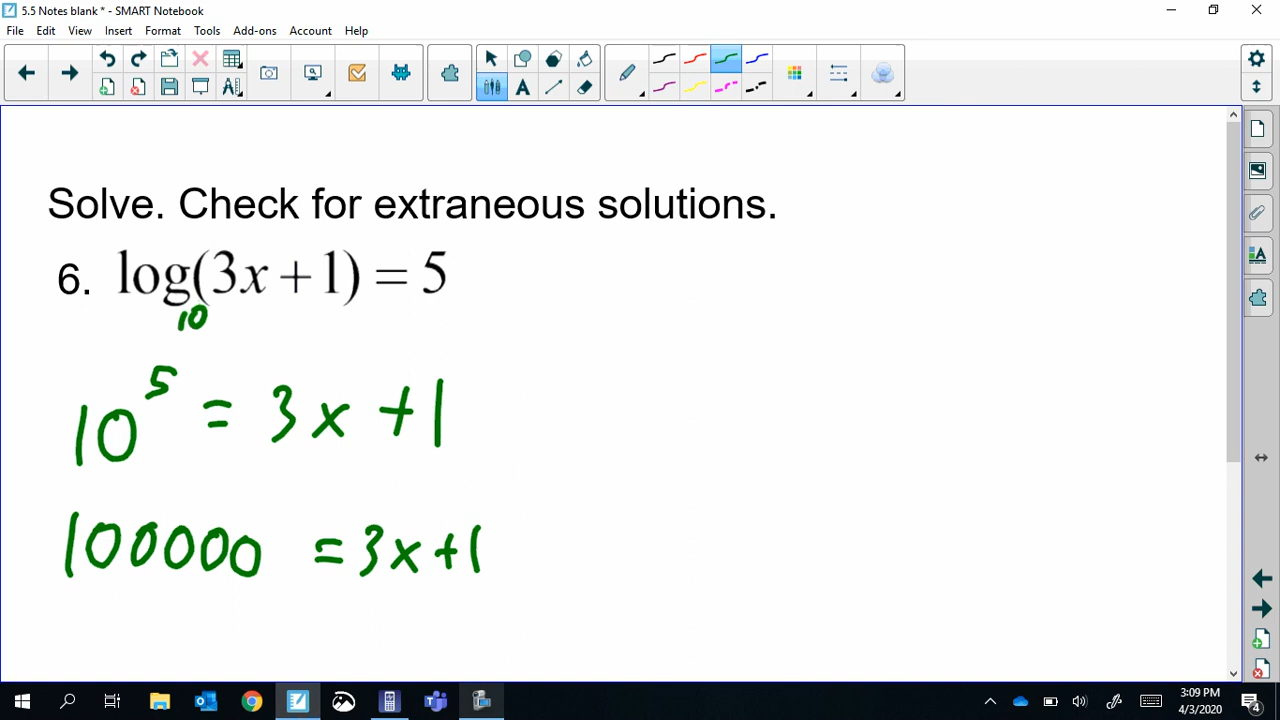 5.5 Notes blank * - SMART Notebook
File Edit View Insert Format Tools Add-ons Account Help
Solve. Check for extraneous solutions.
6. log(3x+1)=5
10
10^5 = 3x +1
100000 = 3x+1
3:09 PM
4/3/2020
4